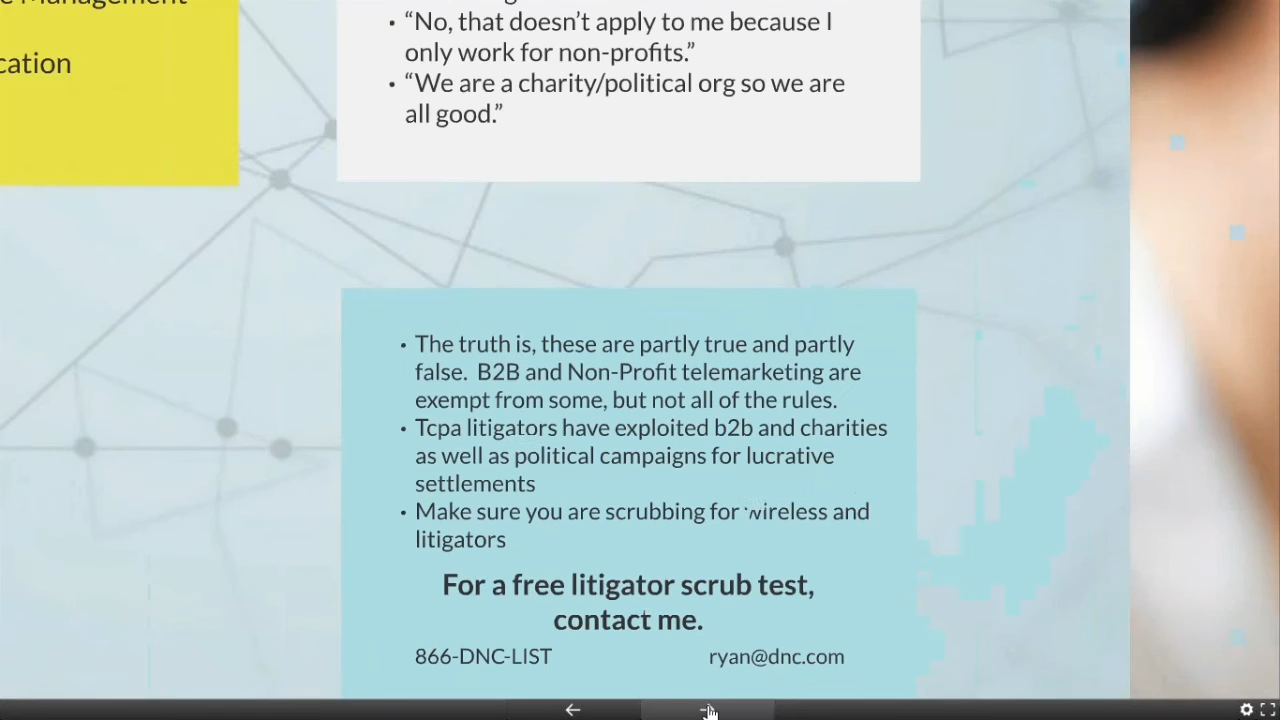 Management
cation
• “No, that doesn’t apply to me because I
only work for non-profits.”
• “We are a charity/political org so we are
all good.”
• The truth is, these are partly true and partly
false.  B2B and Non-Profit telemarketing are
exempt from some, but not all of the rules.
• Tcpa litigators have exploited b2b and charities
as well as political campaigns for lucrative
settlements
• Make sure you are scrubbing for wireless and
litigators
For a free litigator scrub test,
contact me.
866-DNC-LIST
ryan@dnc.com